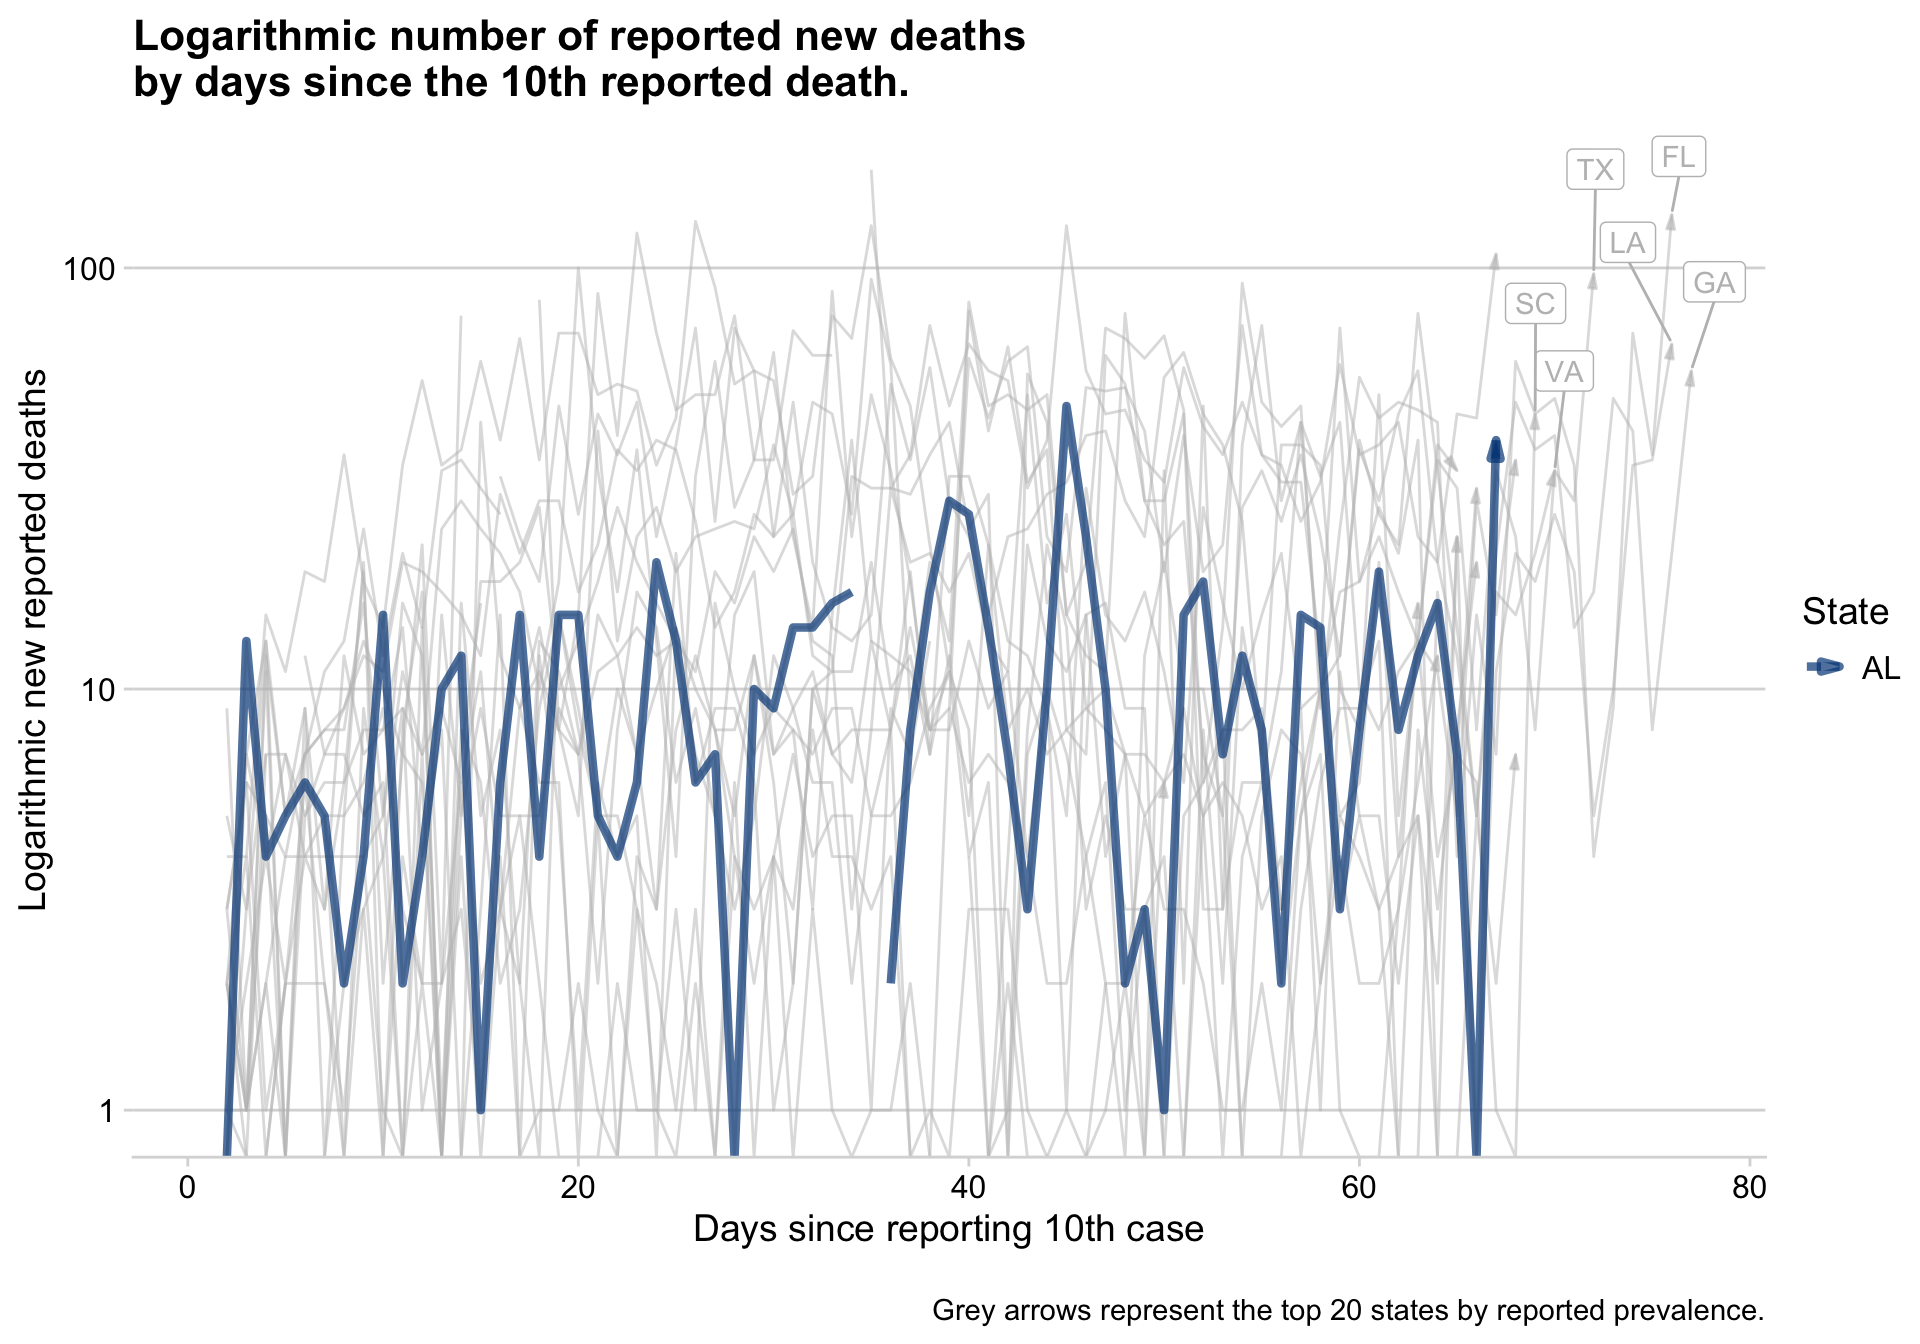 Logarithmic number of reported new deaths
by days since the 10th reported death.
Logarithmic new reported deaths
100
10
1
TX
FL
LA
GA
SC
VA
State
AL
0
20
40
60
80
Days since reporting 10th case
Grey arrows represent the top 20 states by reported prevalence.